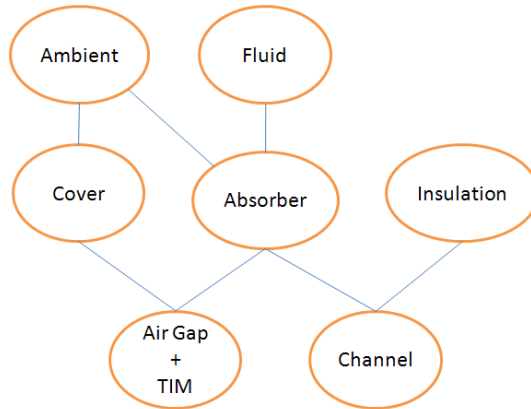 Ambient
Fluid
Cover
Absorber
Insulation
Air Gap
+
TIM
Channel